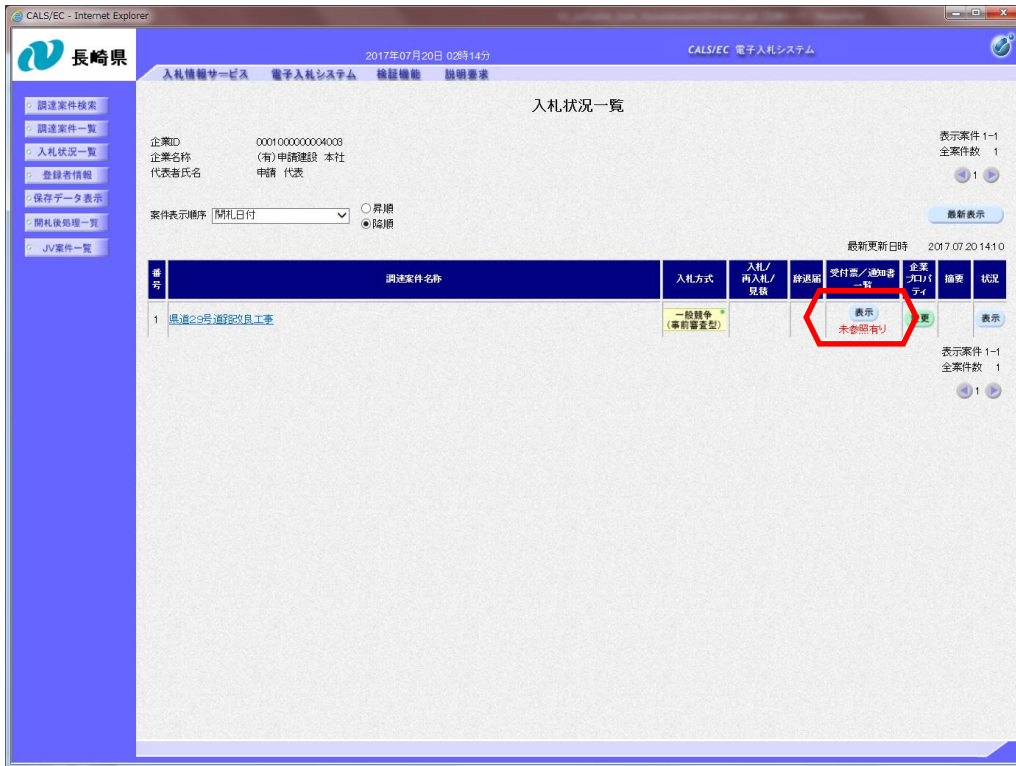 CALS/EC - Internet Explorer
長崎県
2017年07月20日 02時14分
CALS/EC 電子入札システム
入札情報サービス 電子入札システム 検証機能 説明要求
調達案件検索
調達案件一覧
入札状況一覧
登録者情報
保存データ表示
開札後処理一覧
JV案件一覧
入札状況一覧
企業ID 0001000000004003
企業名称 (有)申請建設 本社
代表者氏名 申請 代表
表示案件 1-1
全案件数 1
1
案件表示順序 開札日付
昇順
降順
最新表示
最新更新日時 2017.07.20 14:10
番号 調達案件名称 入札方式 入札/再入札/見積 辞退届 受付票/通知書一覧 企業プロパティ 摘要 状況
1 県道29号道路改良工事 一般競争(事前審査型) 表示 未参照有り 更 表示
表示案件 1-1
全案件数 1
1